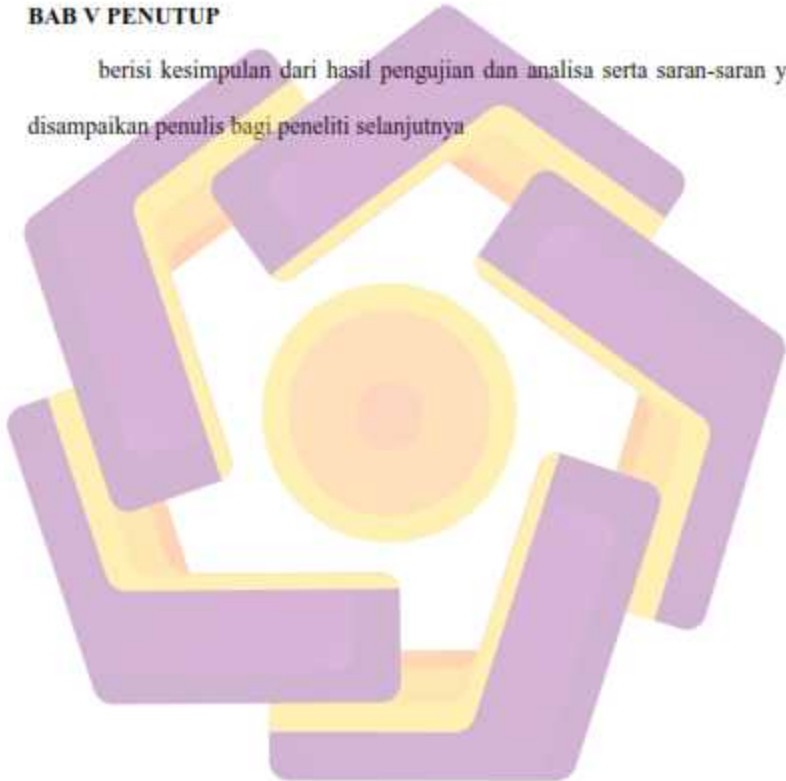 BAB V PENUTUP
berisi kesimpulan dari hasil pengujian dan analisa serta saran-saran y
disampaikan penulis bagi peneliti selanjutnya